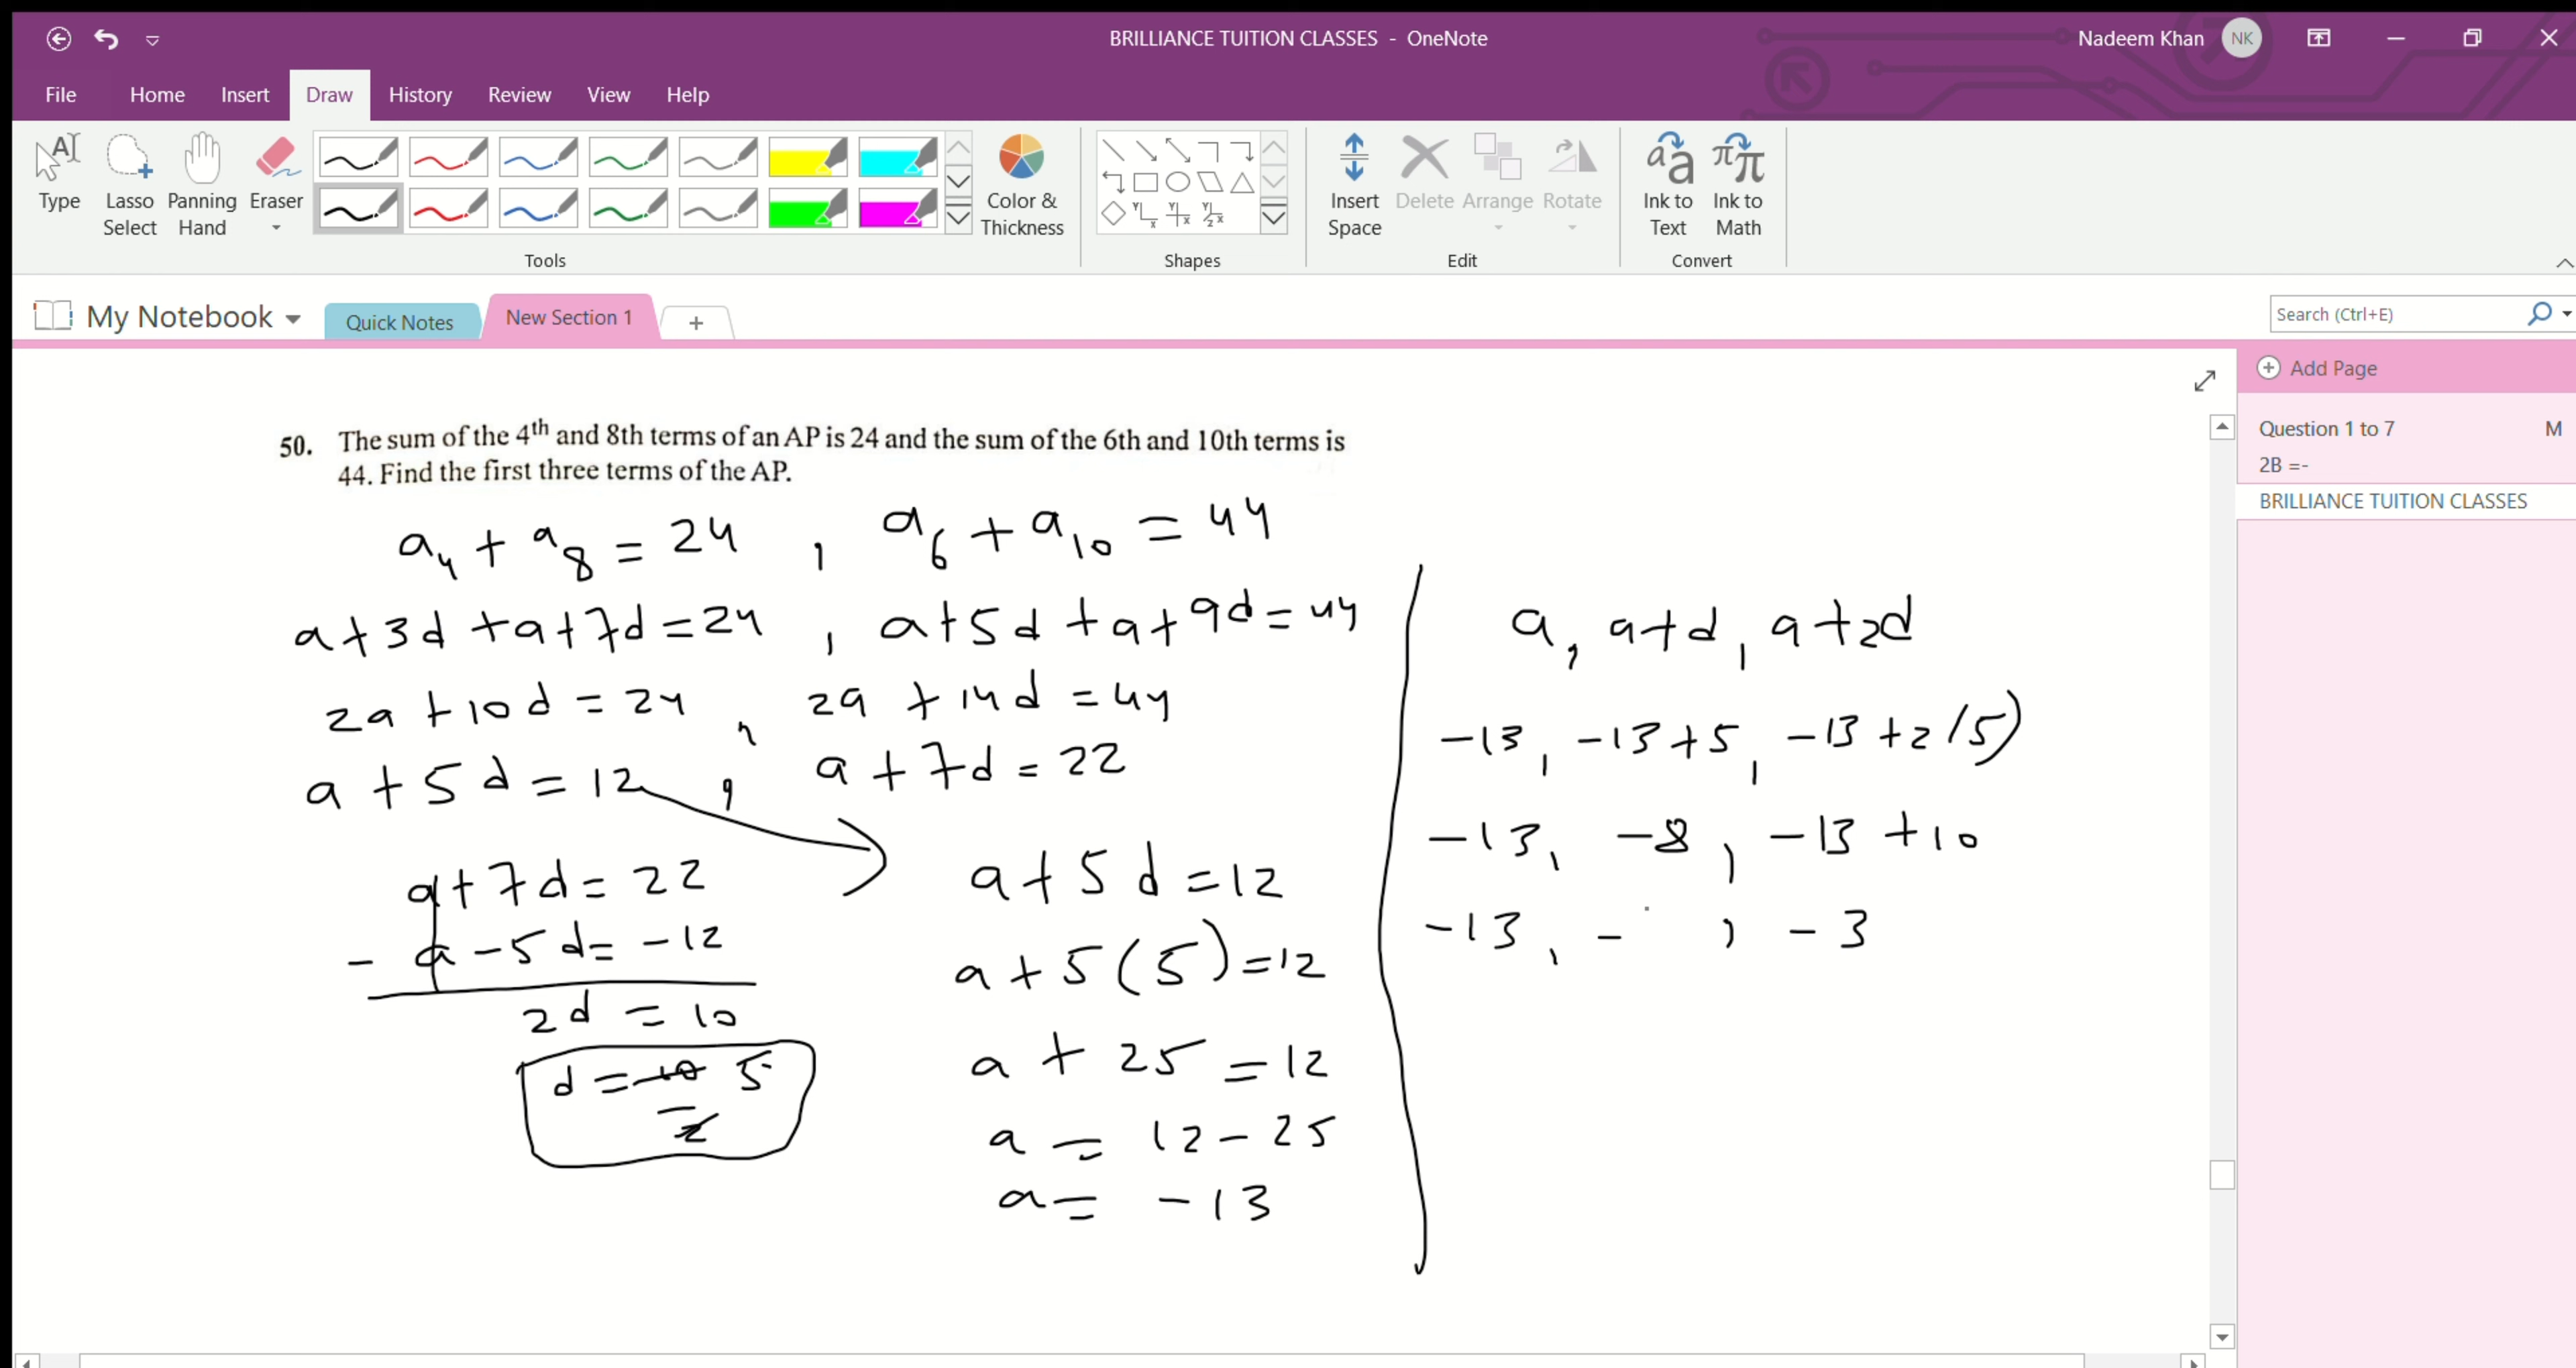 BRILLIANCE TUITION CLASSES - OneNote
Nadeem Khan NK
File Home Insert Draw History Review View Help
Type
Lasso Select
Panning Hand
Eraser
Color & Thickness
Insert Space
Delete
Arrange
Rotate
Ink to Text
Ink to Math
Tools Shapes Edit Convert
My Notebook Quick Notes New Section 1 +
Search (Ctrl+E)
Add Page
Question 1 to 7 M
2B =-
BRILLIANCE TUITION CLASSES
50. The sum of the 4th and 8th terms of an AP is 24 and the sum of the 6th and 10th terms is
44. Find the first three terms of the AP.
a₄ + a₈ = 24 , a₆ + a₁₀ = 44
a+3d+a+7d=24 , a+5d+a+9d=44
2a+10d=24 , 2a+14d=44
a+5d=12 , a+7d=22
a+7d=22
- a-5d=-12
2d = 10
d = 10 5
2
a+5d=12
a+5(5)=12
a+25=12
a = 12-25
a = -13
a, a+d, a+2d
-13, -13+5, -13+2(5)
-13, -8, -13+10
-13, - , -3